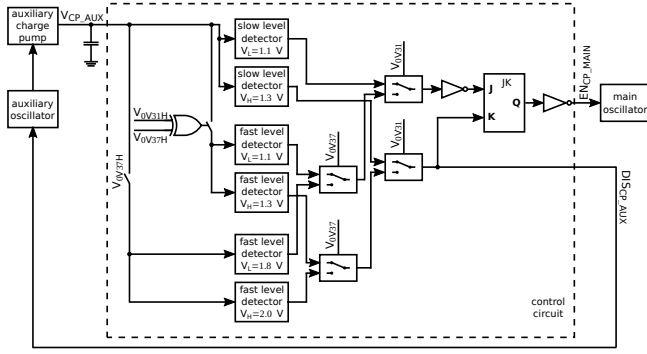 auxiliary
charge
pump
V_CP_AUX
auxiliary
oscillator
slow level
detector
V_L=1.1 V
slow level
detector
V_H=1.3 V
V_0V31H
V_0V37H
V_0V37H
fast level
detector
V_L=1.1 V
fast level
detector
V_H=1.3 V
fast level
detector
V_L=1.8 V
fast level
detector
V_H=2.0 V
V_0V37
V_0V37
V_0V31
V_0V31
JK
J
Q
K
EN_CP_MAIN
main
oscillator
DIS_CP_AUX
control
circuit